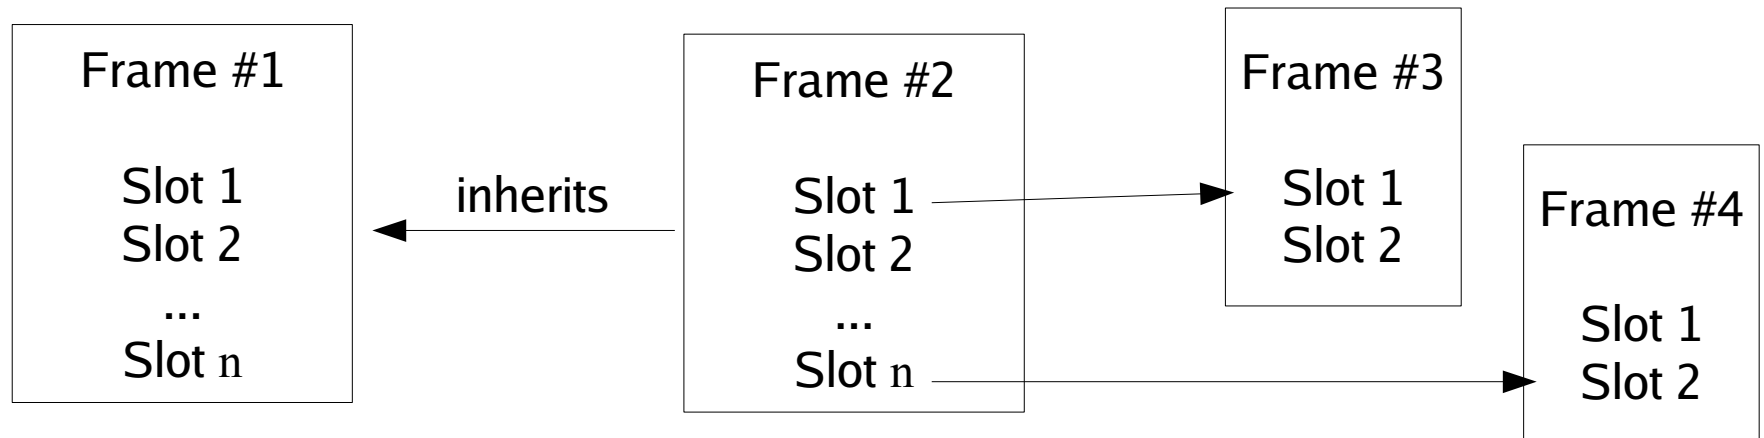 Frame #1
Slot 1
Slot 2
...
Slot n
inherits
Frame #2
Slot 1
Slot 2
...
Slot n
Frame #3
Slot 1
Slot 2
Frame #4
Slot 1
Slot 2